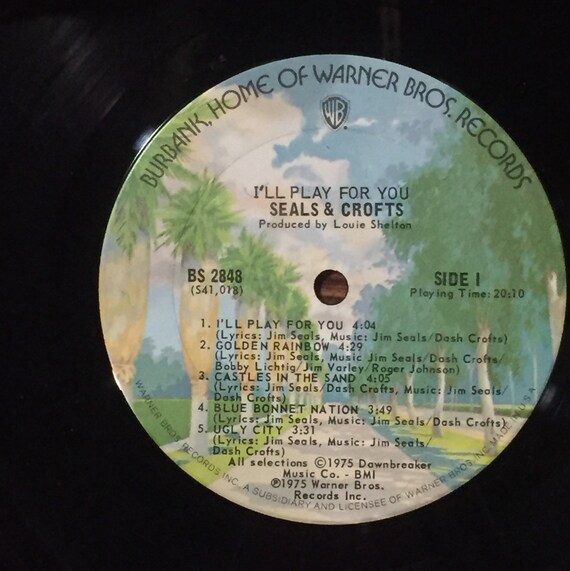 BURBANK, HOME OF WARNER BROS. RECORDS
WB
I'LL PLAY FOR YOU
SEALS & CROFTS
Produced by Louie Shelton
BS 2848
(S41,018)
SIDE I
Playing Time: 20:10
1. I'LL PLAY FOR YOU 4:04
(Lyrics: Jim Seals, Music: Jim Seals/Dash Crofts)
2. GOLDEN RAINBOW 4:29
(Lyrics: Jim Seals, Music: Jim Seals/Dash Crofts/
Bobby Lichtig/Jim Varley/Roger Johnson)
3. CASTLES IN THE SAND 4:05
(Lyrics: Jim Seals/Dash Crofts, Music: Jim Seals/
Dash Crofts)
4. BLUE BONNET NATION 3:49
(Lyrics: Jim Seals, Music: Jim Seals/Dash Crofts)
5. UGLY CITY 3:31
(Lyrics: Jim Seals, Music: Jim Seals/
Dash Crofts)
All selections ©1975 Dawnbreaker
Music Co. - BMI
℗1975 Warner Bros.
Records Inc.
WARNER BROS. RECORDS INC., A SUBSIDIARY AND LICENSEE OF WARNER BROS. INC. MADE IN U.S.A.